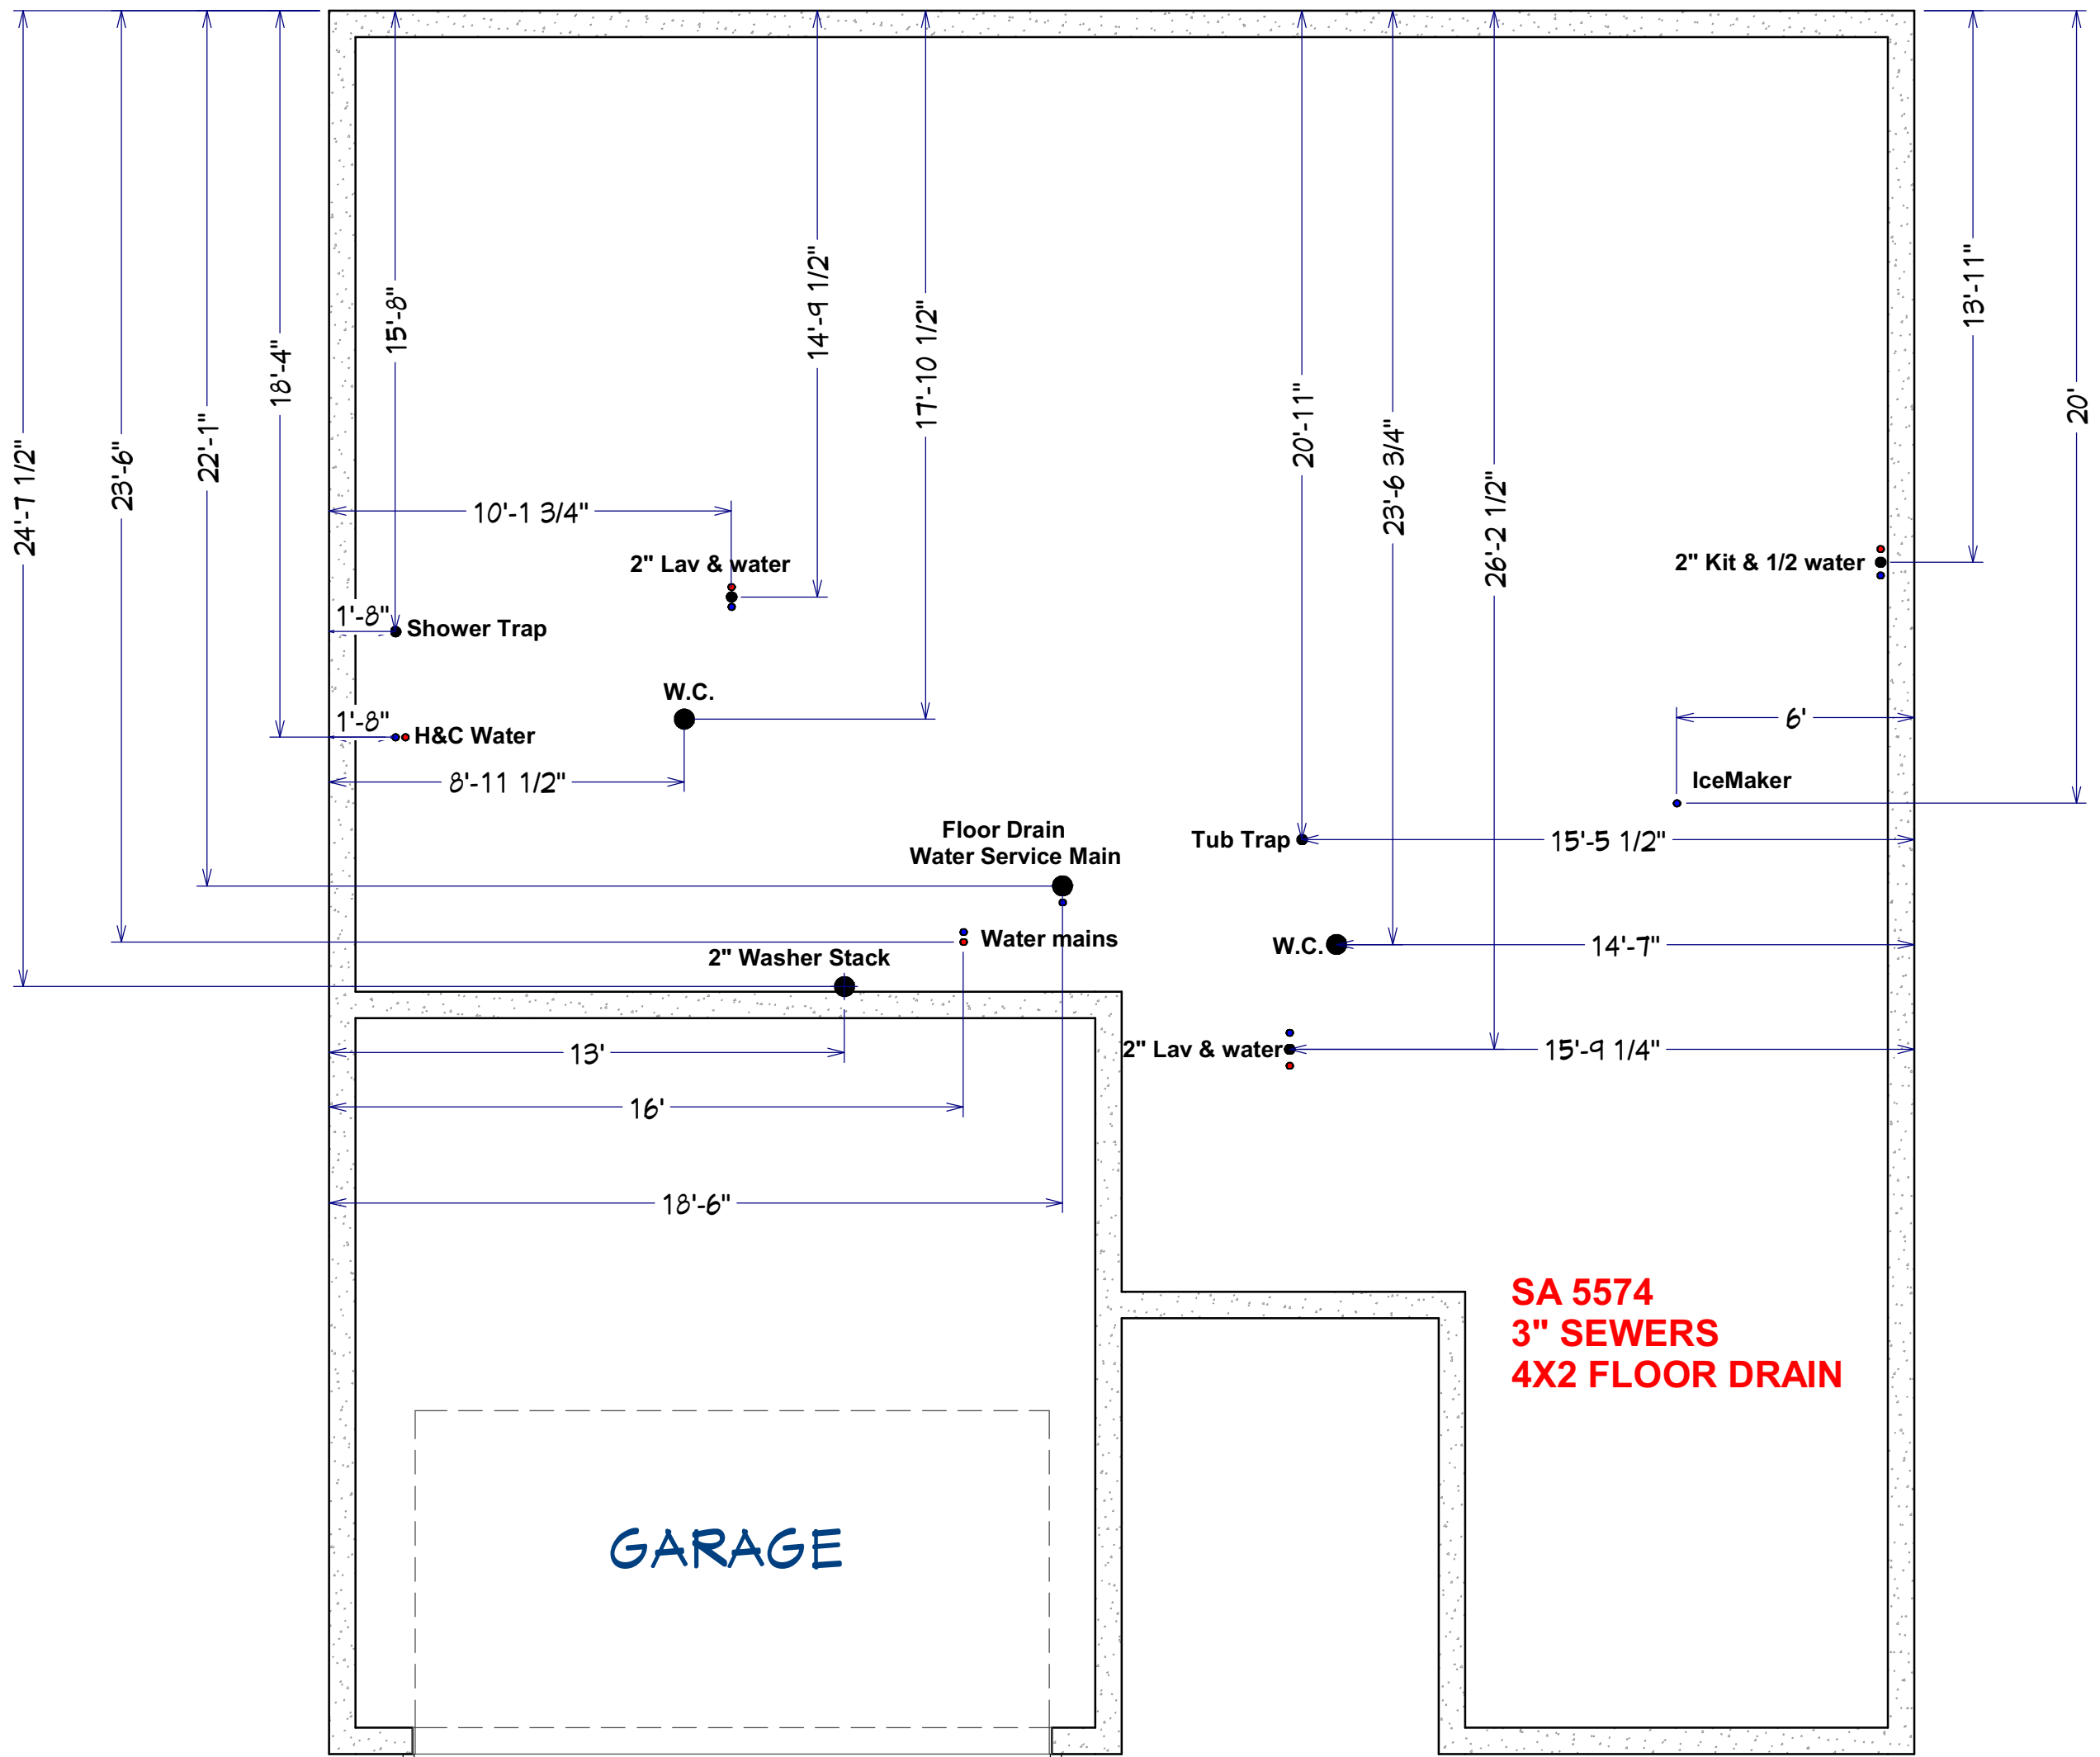 15'-8"
14'-9 1/2"
17'-10 1/2"
20'-11"
23'-6 3/4"
26'-2 1/2"
13'-11"
20'
18'-4"
22'-1"
23'-6"
24'-7 1/2"
10'-1 3/4"
2" Lav & water
2" Kit & 1/2 water
1'-8"
Shower Trap
W.C.
1'-8"
H&C Water
6'
8'-11 1/2"
IceMaker
Floor Drain
Water Service Main
Tub Trap
15'-5 1/2"
Water mains
2" Washer Stack
W.C.
14'-7"
13'
2" Lav & water
15'-9 1/4"
16'
18'-6"
SA 5574
3" SEWERS
4X2 FLOOR DRAIN
GARAGE